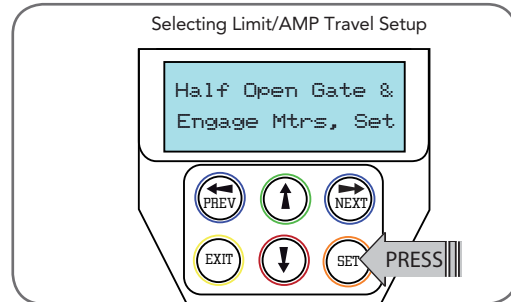 Selecting Limit/AMP Travel Setup
Half Open Gate &
Engage Mtrs, Set
PREV
NEXT
EXIT
SET
PRESS